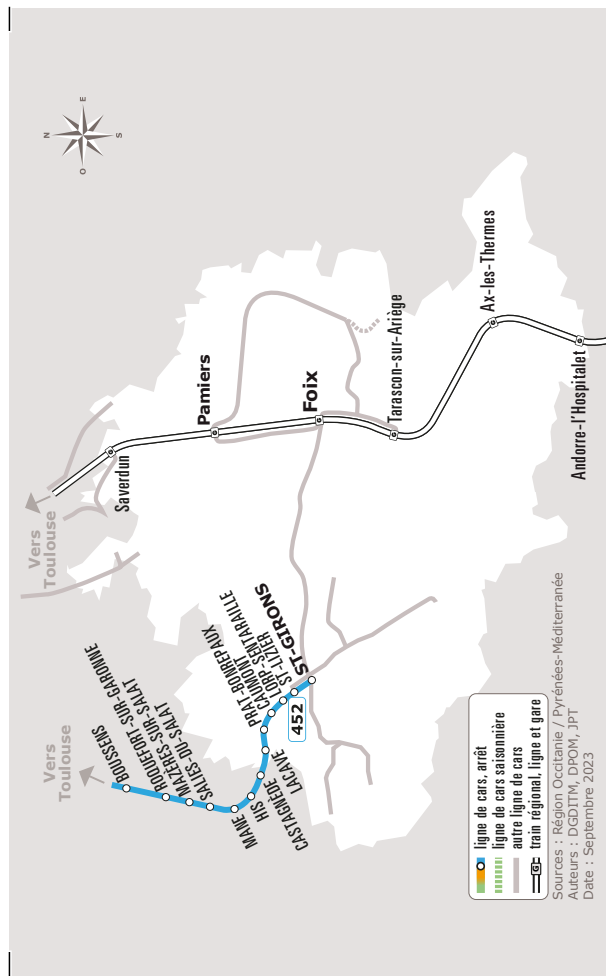 N
E
S
O
Vers
Toulouse
Vers
Toulouse
BOUSSENS
ROQUEFORT-SUR-GARONNE
MAZÈRES-SUR-SALAT
SALIES-DU-SALAT
MANE
HIS
CASTAGNÈDE
LACAVE
PRAT-BONREPAUX
CAUMONT
LORP-SENTARAILLE
ST-LIZIER
ST-GIRONS
452
Saverdun
Pamiers
Foix
Tarascon-sur-Ariège
Ax-les-Thermes
Andorre-l'Hospitalet
ligne de cars, arrêt
ligne de cars saisonnière
autre ligne de cars
G train régional, ligne et gare
Sources : Région Occitanie / Pyrénées-Méditerranée
Auteurs : DGDITM, DPOM, JPT
Date : Septembre 2023